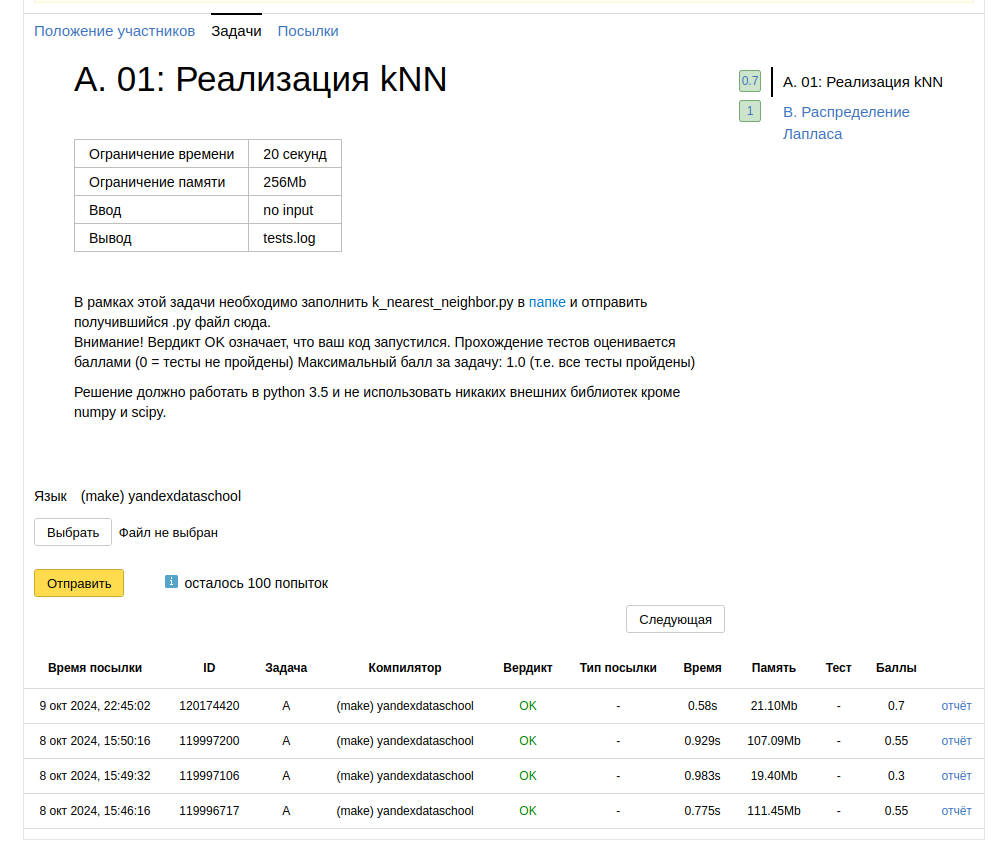 Положение участников Задачи Посылки
A. 01: Реализация kNN
0.7 A. 01: Реализация kNN
1 B. Распределение
Лапласа
Ограничение времени 20 секунд
Ограничение памяти 256Mb
Ввод no input
Вывод tests.log
В рамках этой задачи необходимо заполнить k_nearest_neighbor.py в папке и отправить
получившийся .py файл сюда.
Внимание! Вердикт OK означает, что ваш код запустился. Прохождение тестов оценивается
баллами (0 = тесты не пройдены) Максимальный балл за задачу: 1.0 (т.е. все тесты пройдены)
Решение должно работать в python 3.5 и не использовать никаких внешних библиотек кроме
numpy и scipy.
Язык (make) yandexdataschool
Выбрать Файл не выбран
Отправить i осталось 100 попыток
Следующая
Время посылки ID Задача Компилятор Вердикт Тип посылки Время Память Тест Баллы
9 окт 2024, 22:45:02 120174420 A (make) yandexdataschool OK - 0.58s 21.10Mb - 0.7 отчёт
8 окт 2024, 15:50:16 119997200 A (make) yandexdataschool OK - 0.929s 107.09Mb - 0.55 отчёт
8 окт 2024, 15:49:32 119997106 A (make) yandexdataschool OK - 0.983s 19.40Mb - 0.3 отчёт
8 окт 2024, 15:46:16 119996717 A (make) yandexdataschool OK - 0.775s 111.45Mb - 0.55 отчёт